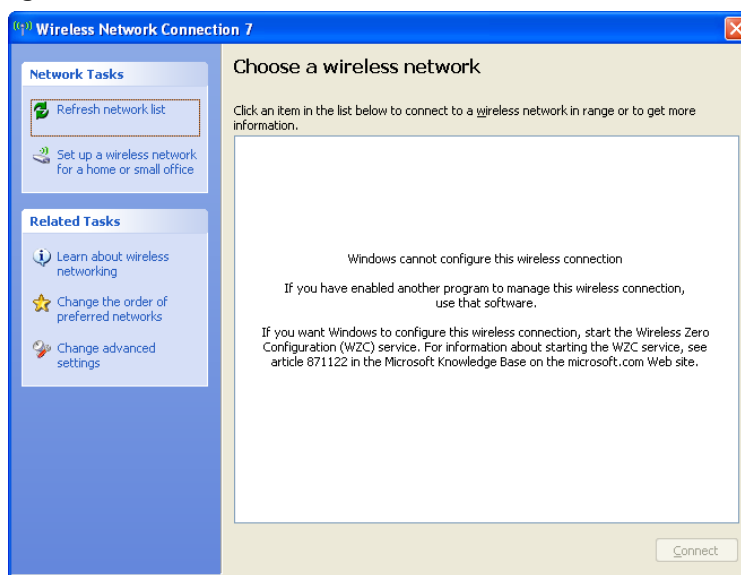 Wireless Network Connection 7
Network Tasks
Refresh network list
Set up a wireless network
for a home or small office
Related Tasks
Learn about wireless
networking
Change the order of
preferred networks
Change advanced
settings
Choose a wireless network
Click an item in the list below to connect to a wireless network in range or to get more
information.
Windows cannot configure this wireless connection
If you have enabled another program to manage this wireless connection,
use that software.
If you want Windows to configure this wireless connection, start the Wireless Zero
Configuration (WZC) service. For information about starting the WZC service, see
article 871122 in the Microsoft Knowledge Base on the microsoft.com Web site.
Connect